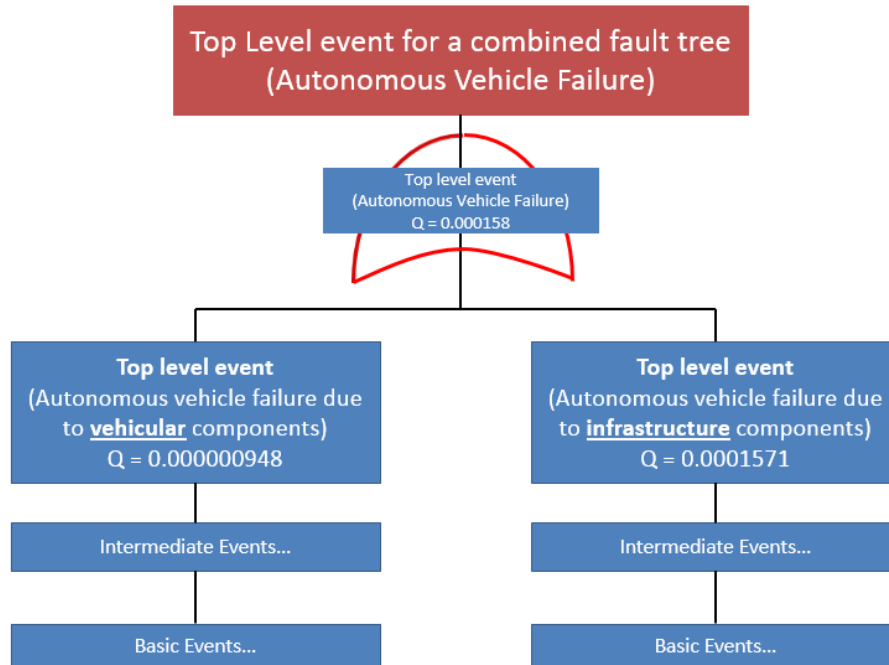 Top Level event for a combined fault tree
(Autonomous Vehicle Failure)
Top level event
(Autonomous Vehicle Failure)
Q = 0.000158
Top level event
(Autonomous vehicle failure due
to vehicular components)
Q = 0.000000948
Top level event
(Autonomous vehicle failure due
to infrastructure components)
Q = 0.0001571
Intermediate Events...
Intermediate Events...
Basic Events...
Basic Events...